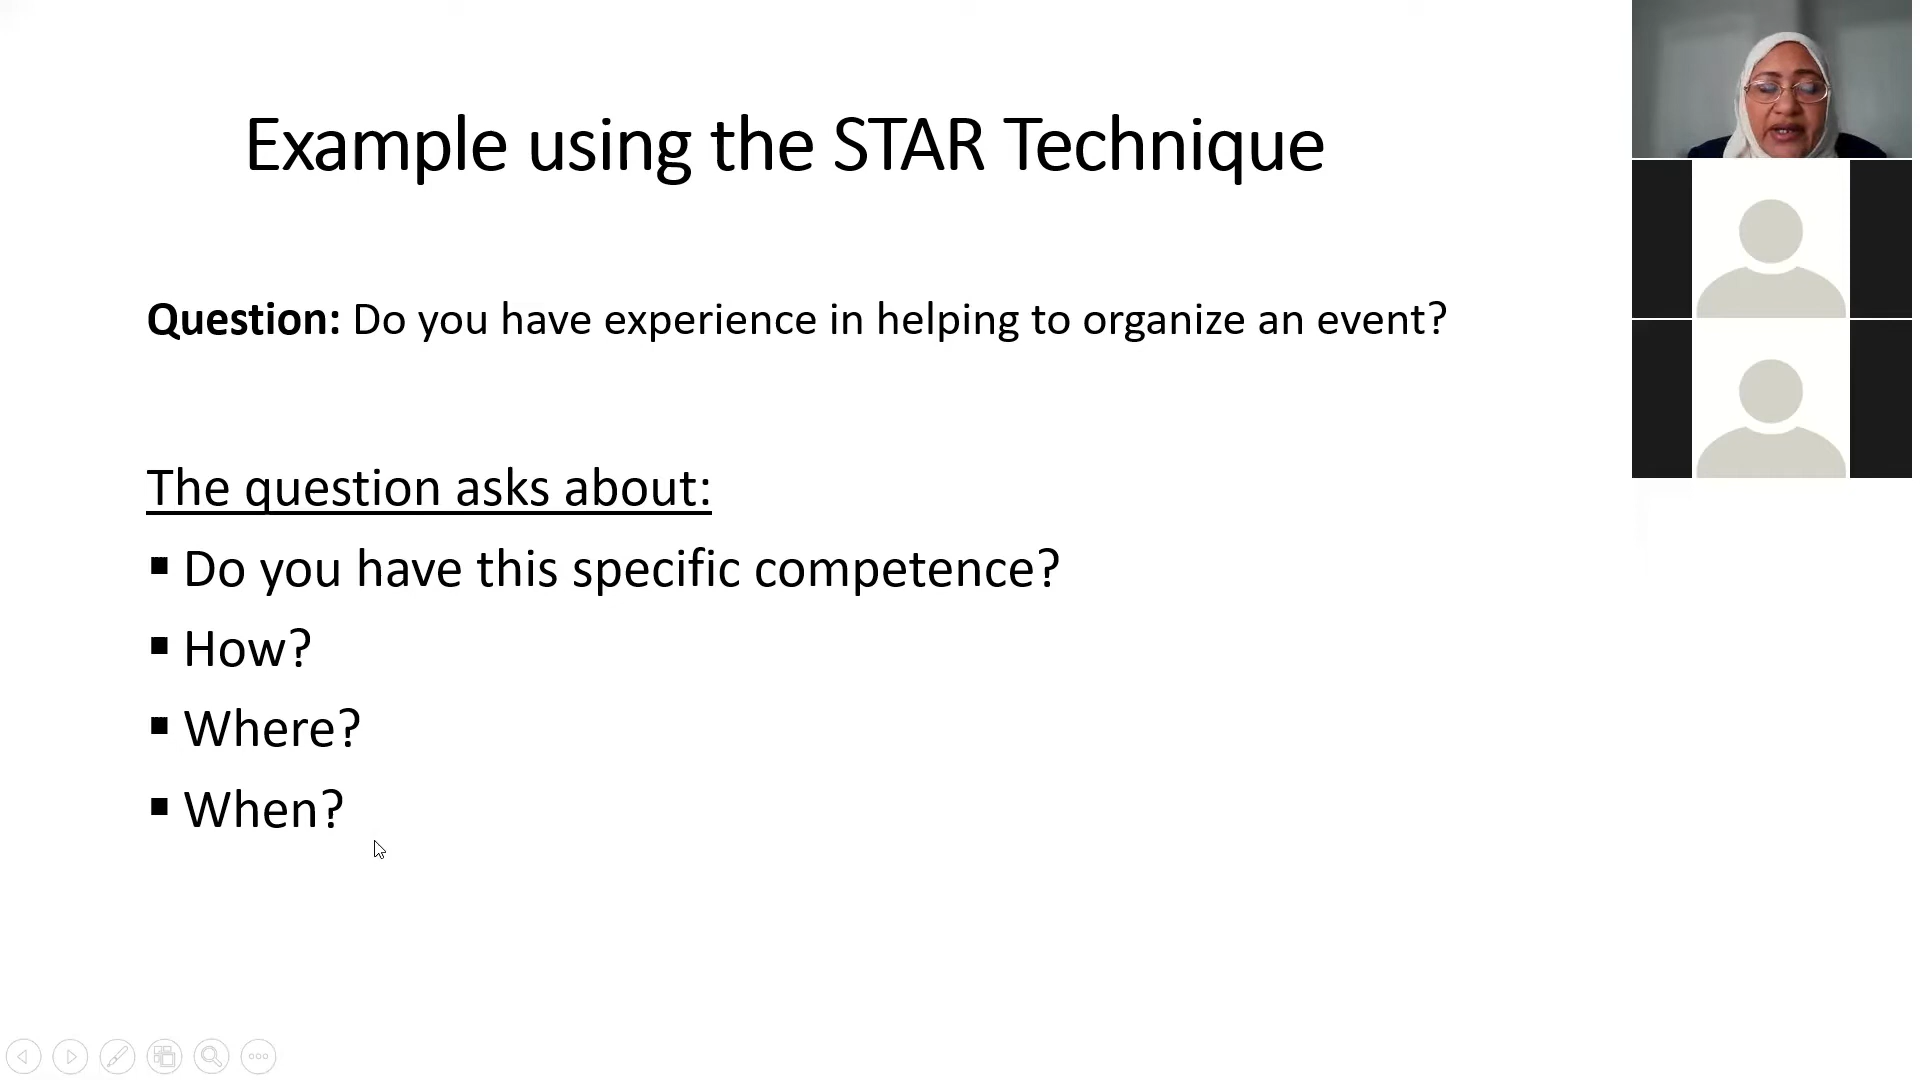 Example using the STAR Technique
Question: Do you have experience in helping to organize an event?
The question asks about:
▪ Do you have this specific competence?
▪ How?
▪ Where?
▪ When?